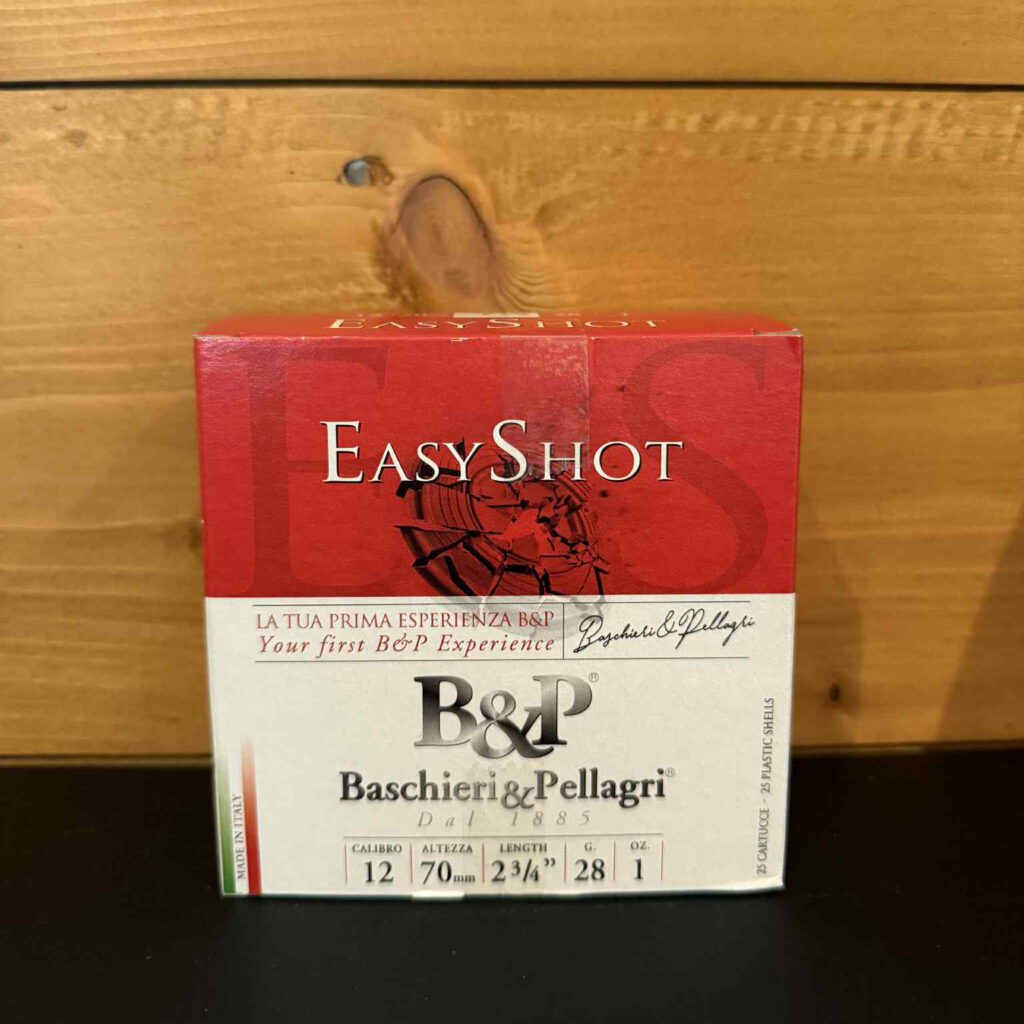 EASYSHOT
E S
EASYSHOT
LA TUA PRIMA ESPERIENZA B&P
Your first B&P Experience
Baschieri & Pellagri
B&P®
Baschieri & Pellagri®
Dal 1885
CALIBRO ALTEZZA LENGTH G. OZ.
12 70mm 2 3/4” 28 1
MADE IN ITALY
25 CARTUCCE - 25 PLASTIC SHELLS